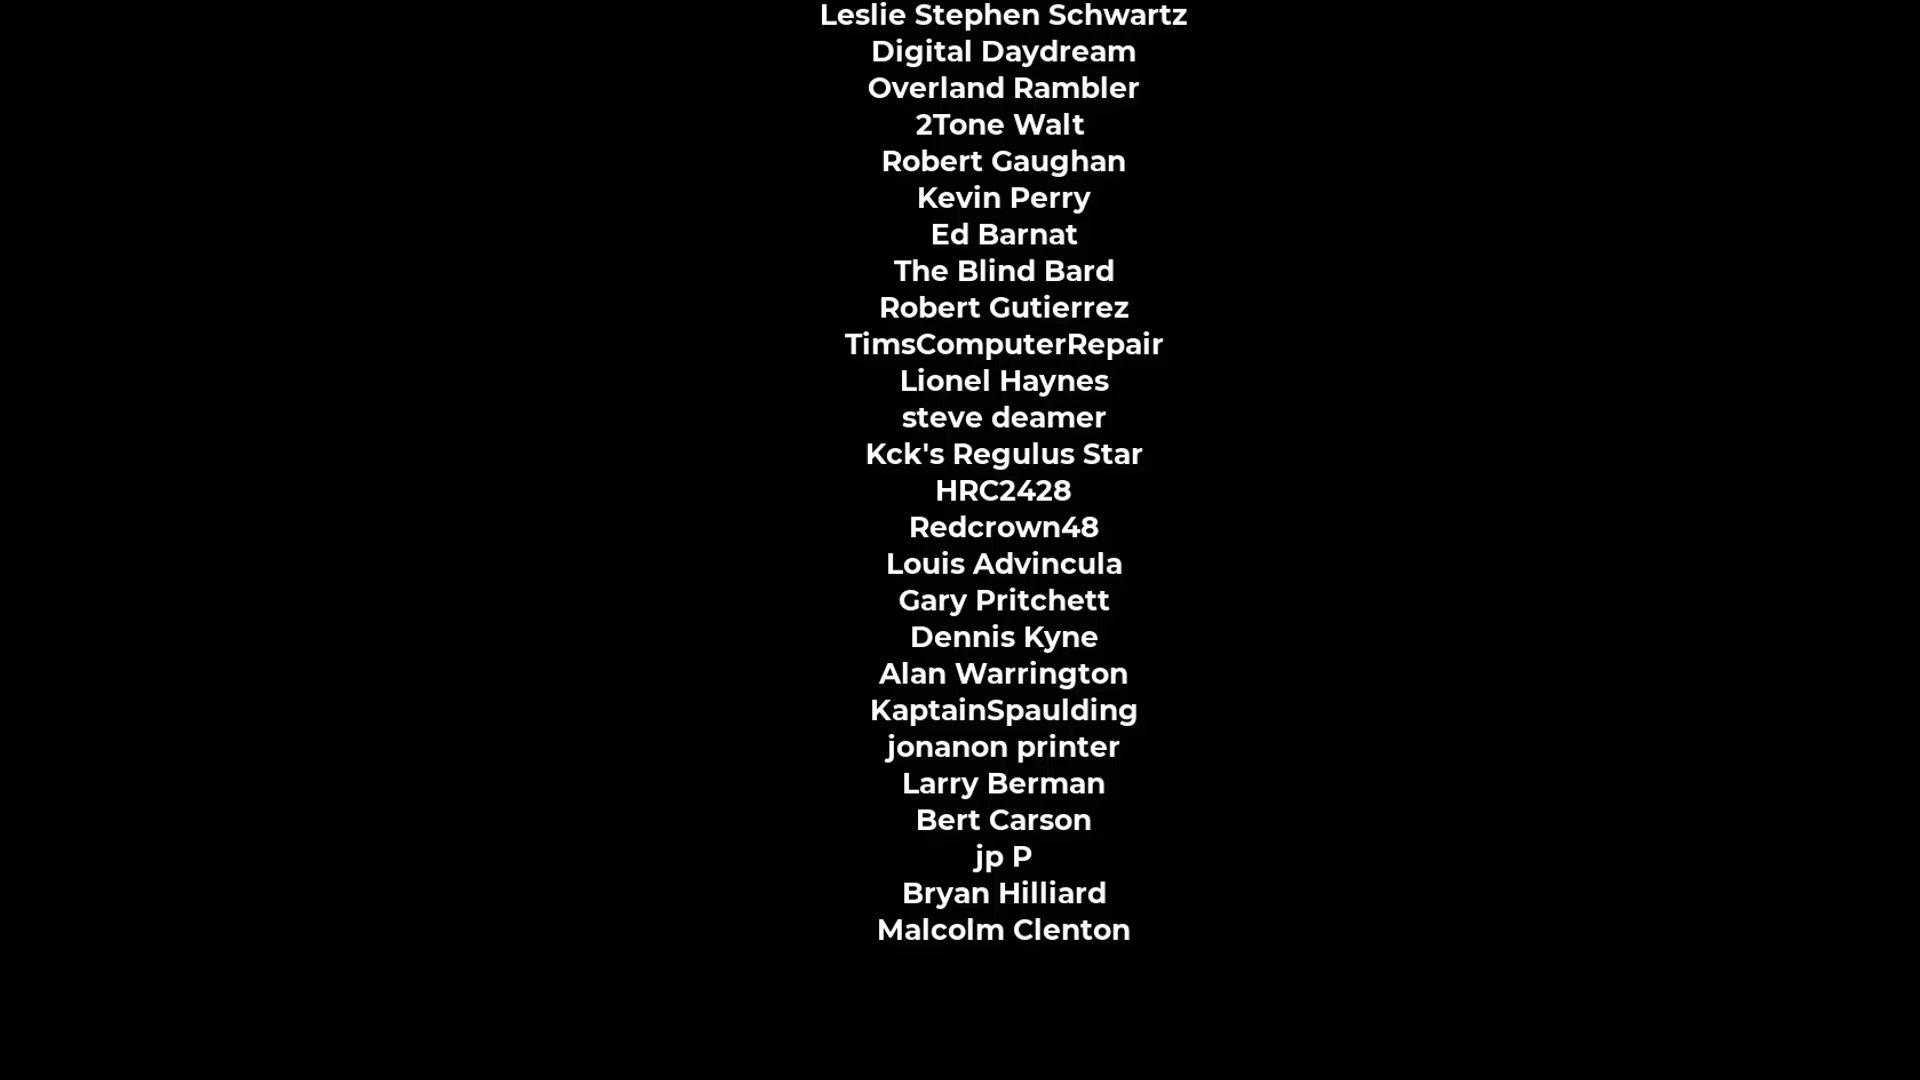 Leslie Stephen Schwartz
Digital Daydream
Overland Rambler
2Tone Walt
Robert Gaughan
Kevin Perry
Ed Barnat
The Blind Bard
Robert Gutierrez
TimsComputerRepair
Lionel Haynes
steve deamer
Kck's Regulus Star
HRC2428
Redcrown48
Louis Advincula
Gary Pritchett
Dennis Kyne
Alan Warrington
KaptainSpaulding
jonanon printer
Larry Berman
Bert Carson
jp P
Bryan Hilliard
Malcolm Clenton